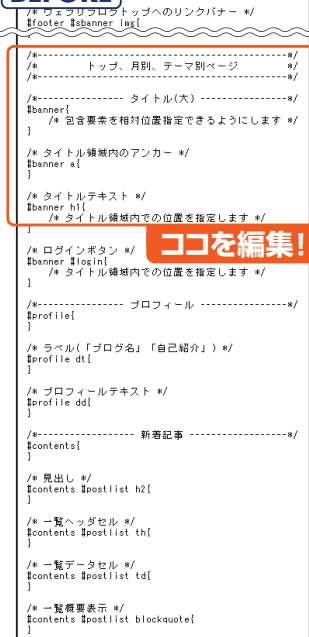 BEFORE
/* ウェブリブログトップへのリンクバナー */
#footer #sbanner img{
}
/*-------------------------------------------*/
/*        トップ、月別、テーマ別ページ        */
/*-------------------------------------------*/
/*--------------- タイトル(大) ---------------*/
#banner{
/* 包含要素を相対位置指定できるようにします */
}
/* タイトル領域内のアンカー */
#banner a{
}
/* タイトルテキスト */
#banner h1{
/* タイトル領域内での位置を指定します */
}
ココを編集!
/* ログインボタン */
#banner #login{
/* タイトル領域内での位置を指定します */
}
/*--------------- プロフィール ---------------*/
#profile{
}
/* ラベル(「ブログ名」「自己紹介」) */
#profile dt{
}
/* プロフィールテキスト */
#profile dd{
}
/*----------------- 新着記事 -----------------*/
#contents{
}
/* 見出し */
#contents #postlist h2{
}
/* 一覧ヘッダセル */
#contents #postlist th{
}
/* 一覧データセル */
#contents #postlist td{
}
/* 一覧概要表示 */
#contents #postlist blockquote{
}